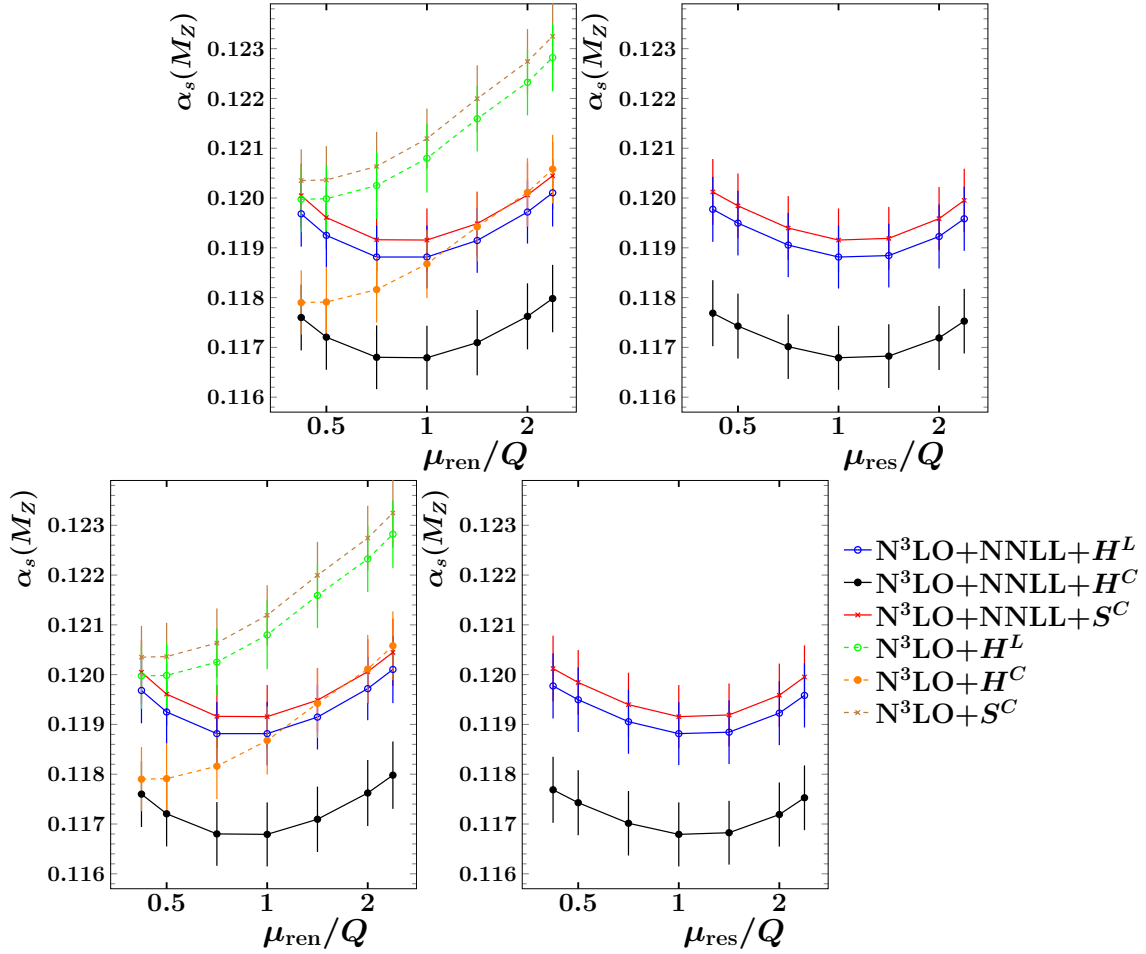 0.123
0.122
0.121
0.120
0.119
0.118
0.117
0.116
α_s(M_Z)
0.5 1 2
μ_ren/Q
0.123
0.122
0.121
0.120
0.119
0.118
0.117
0.116
α_s(M_Z)
0.5 1 2
μ_res/Q
0.123
0.122
0.121
0.120
0.119
0.118
0.117
0.116
α_s(M_Z)
0.5 1 2
μ_ren/Q
0.123
0.122
0.121
0.120
0.119
0.118
0.117
0.116
α_s(M_Z)
0.5 1 2
μ_res/Q
N³LO+NNLL+H^L
N³LO+NNLL+H^C
N³LO+NNLL+S^C
N³LO+H^L
N³LO+H^C
N³LO+S^C